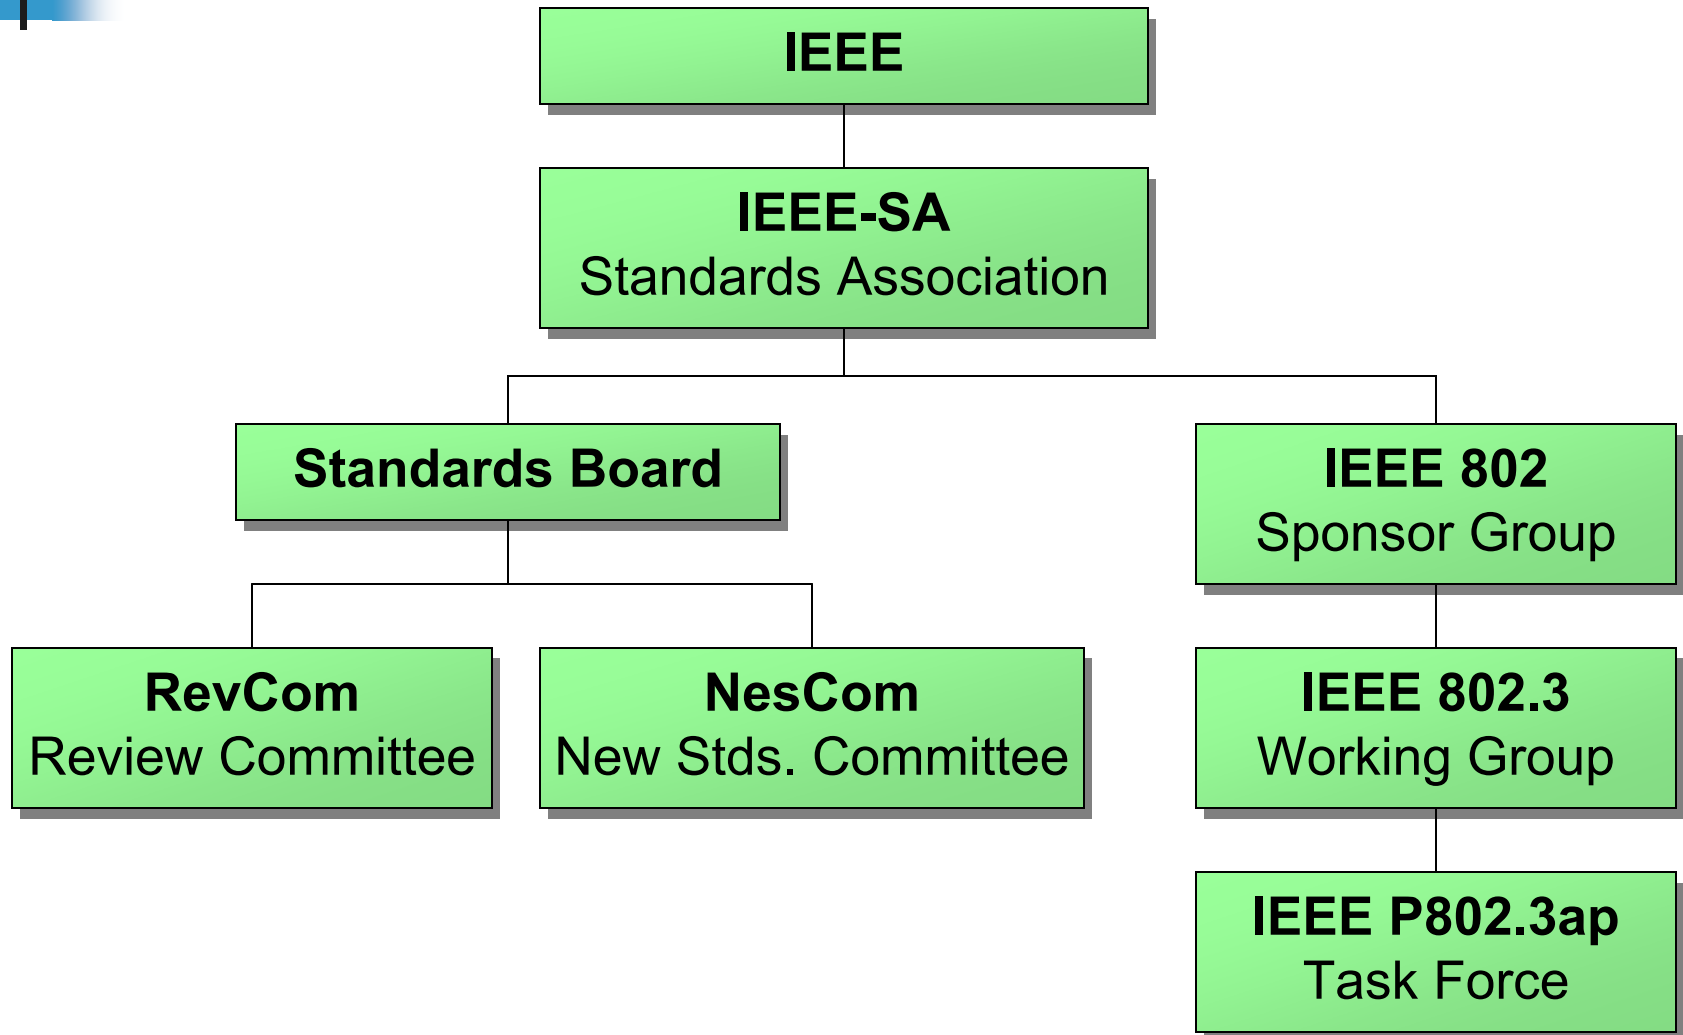 IEEE
IEEE-SA
Standards Association
Standards Board
IEEE 802
Sponsor Group
RevCom
Review Committee
NesCom
New Stds. Committee
IEEE 802.3
Working Group
IEEE P802.3ap
Task Force